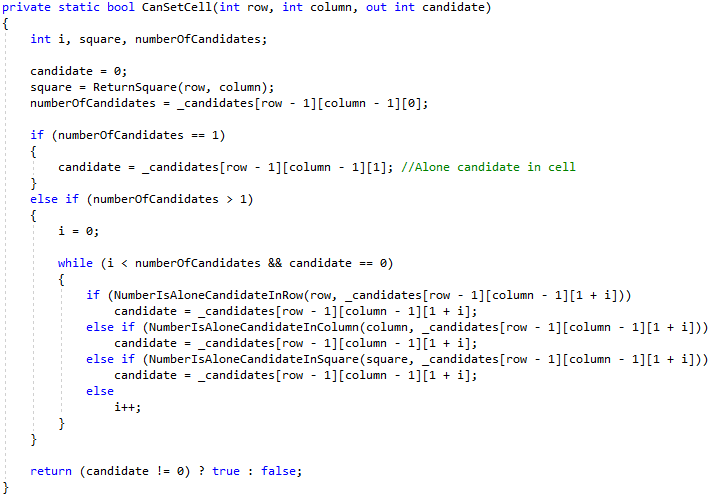 private static bool CanSetCell(int row, int column, out int candidate)
{
    int i, square, numberOfCandidates;

    candidate = 0;
    square = ReturnSquare(row, column);
    numberOfCandidates = _candidates[row - 1][column - 1][0];

    if (numberOfCandidates == 1)
    {
        candidate = _candidates[row - 1][column - 1][1]; //Alone candidate in cell
    }
    else if (numberOfCandidates > 1)
    {
        i = 0;

        while (i < numberOfCandidates && candidate == 0)
        {
            if (NumberIsAloneCandidateInRow(row, _candidates[row - 1][column - 1][1 + i]))
                candidate = _candidates[row - 1][column - 1][1 + i];
            else if (NumberIsAloneCandidateInColumn(column, _candidates[row - 1][column - 1][1 + i]))
                candidate = _candidates[row - 1][column - 1][1 + i];
            else if (NumberIsAloneCandidateInSquare(square, _candidates[row - 1][column - 1][1 + i]))
                candidate = _candidates[row - 1][column - 1][1 + i];
            else
                i++;
        }
    }

    return (candidate != 0) ? true : false;
}